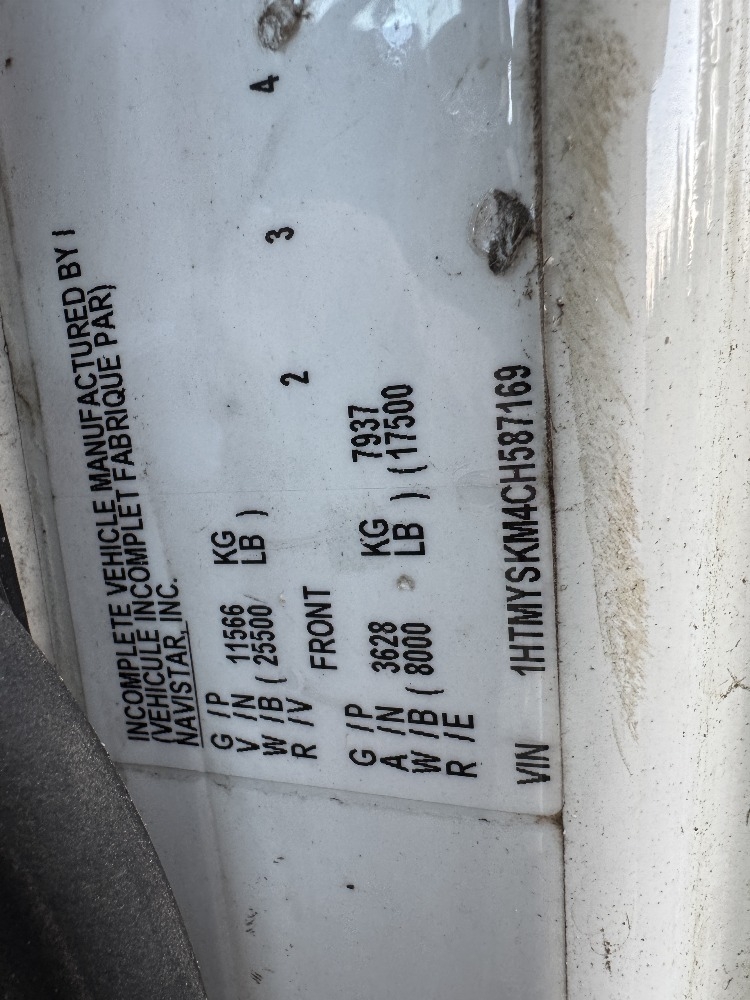 INCOMPLETE VEHICLE MANUFACTURED BY I
(VEHICULE INCOMPLET FABRIQUE PAR)
NAVISTAR, INC.
G /P 11566 KG
V /N ( 25500 LB )
W /B
R /V FRONT 2 3 4
G /P 3628 KG 7937
A /N ( 8000 LB ) ( 17500
W /B
R /E
VIN 1HTMYSKM4CH587169